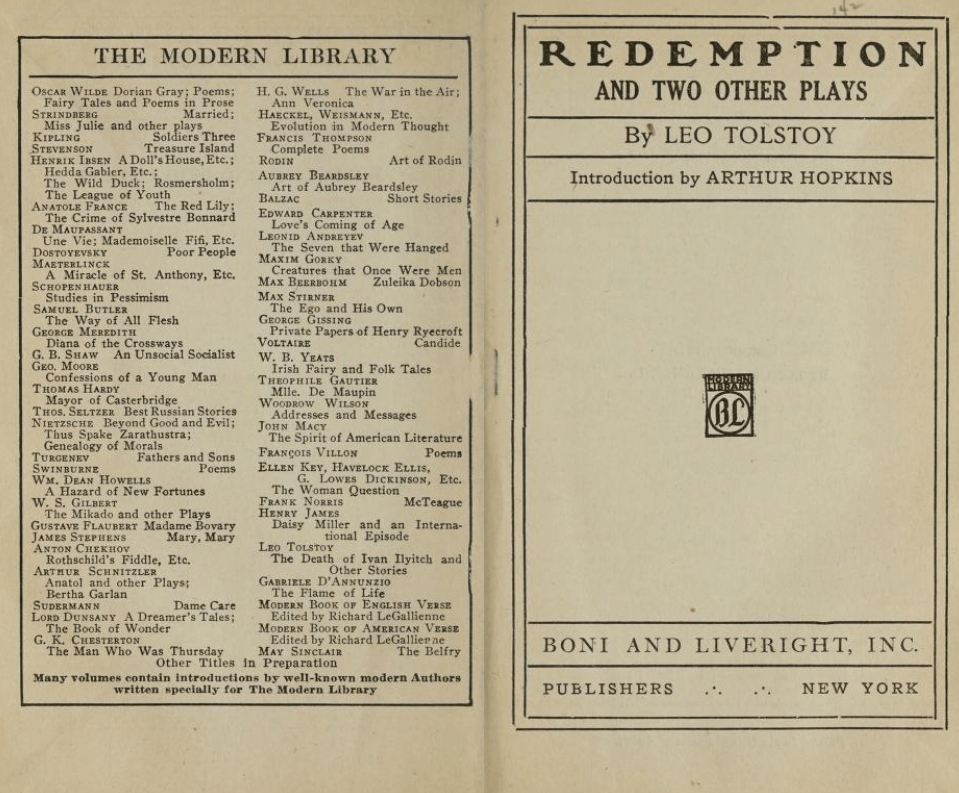 THE MODERN LIBRARY
OSCAR WILDE Dorian Gray; Poems;
Fairy Tales and Poems in Prose
STRINDBERG Married;
Miss Julie and other plays
KIPLING Soldiers Three
STEVENSON Treasure Island
HENRIK IBSEN A Doll's House, Etc.;
Hedda Gabler, Etc.;
The Wild Duck; Rosmersholm;
The League of Youth
ANATOLE FRANCE The Red Lily;
The Crime of Sylvestre Bonnard
DE MAUPASSANT
Une Vie; Mademoiselle Fifi, Etc.
DOSTOYEVSKY Poor People
MAETERLINCK
A Miracle of St. Anthony, Etc.
SCHOPENHAUER
Studies in Pessimism
SAMUEL BUTLER
The Way of All Flesh
GEORGE MEREDITH
Diana of the Crossways
G. B. SHAW An Unsocial Socialist
GEO. MOORE
Confessions of a Young Man
THOMAS HARDY
Mayor of Casterbridge
THOS. SELTZER Best Russian Stories
NIETZSCHE Beyond Good and Evil;
Thus Spake Zarathustra;
Genealogy of Morals
TURGENEV Fathers and Sons
SWINBURNE Poems
WM. DEAN HOWELLS
A Hazard of New Fortunes
W. S. GILBERT
The Mikado and other Plays
GUSTAVE FLAUBERT Madame Bovary
JAMES STEPHENS Mary, Mary
ANTON CHEKHOV
Rothschild's Fiddle, Etc.
ARTHUR SCHNITZLER
Anatol and other Plays;
Bertha Garlan
SUDERMANN Dame Care
LORD DUNSANY A Dreamer's Tales;
The Book of Wonder
G. K. CHESTERTON
The Man Who Was Thursday
H. G. WELLS The War in the Air;
Ann Veronica
HAECKEL, WEISMANN, Etc.
Evolution in Modern Thought
FRANCIS THOMPSON
Complete Poems
RODIN Art of Rodin
AUBREY BEARDSLEY
Art of Aubrey Beardsley
BALZAC Short Stories
EDWARD CARPENTER
Love's Coming of Age
LEONID ANDREYEV
The Seven that Were Hanged
MAXIM GORKY
Creatures that Once Were Men
MAX BEERBOHM Zuleika Dobson
MAX STIRNER
The Ego and His Own
GEORGE GISSING
Private Papers of Henry Ryecroft
VOLTAIRE Candide
W. B. YEATS
Irish Fairy and Folk Tales
THEOPHILE GAUTIER
Mlle. De Maupin
WOODROW WILSON
Addresses and Messages
JOHN MACY
The Spirit of American Literature
FRANÇOIS VILLON Poems
ELLEN KEY, HAVELOCK ELLIS,
G. LOWES DICKINSON, Etc.
The Woman Question
FRANK NORRIS McTeague
HENRY JAMES
Daisy Miller and an Interna-
tional Episode
LEO TOLSTOY
The Death of Ivan Ilyitch and
Other Stories
GABRIELE D'ANNUNZIO
The Flame of Life
MODERN BOOK OF ENGLISH VERSE
Edited by Richard LeGallienne
MODERN BOOK OF AMERICAN VERSE
Edited by Richard LeGallienne
MAY SINCLAIR The Belfry
Other Titles in Preparation
Many volumes contain introductions by well-known modern Authors
written specially for The Modern Library
142
REDEMPTION
AND TWO OTHER PLAYS
By LEO TOLSTOY
Introduction by ARTHUR HOPKINS
MODERN
LIBRARY
BL
BONI AND LIVERIGHT, INC.
PUBLISHERS .·. .·. NEW YORK